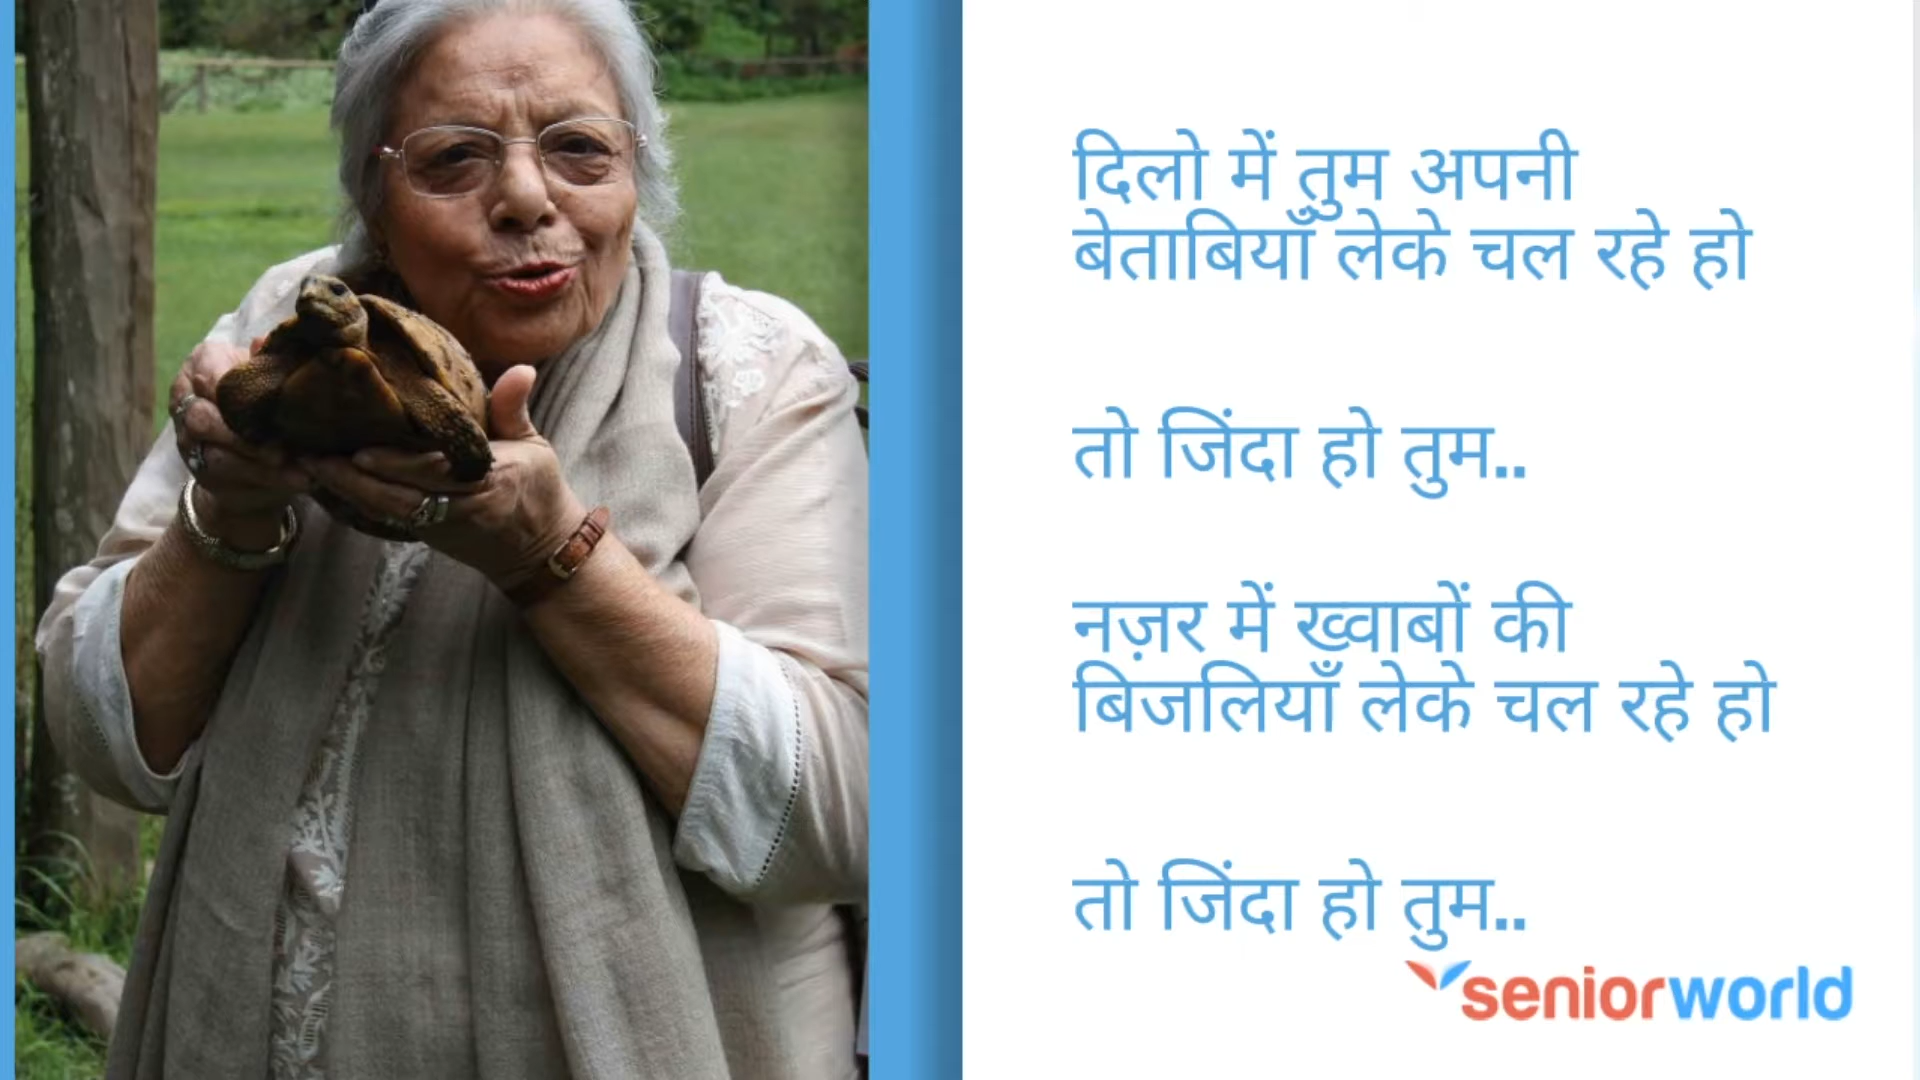 दिलो में तुम अपनी
बेताबियाँ लेके चल रहे हो
तो जिंदा हो तुम..
नज़र में ख्वाबों की
बिजलियाँ लेके चल रहे हो
तो जिंदा हो तुम..
seniorworld